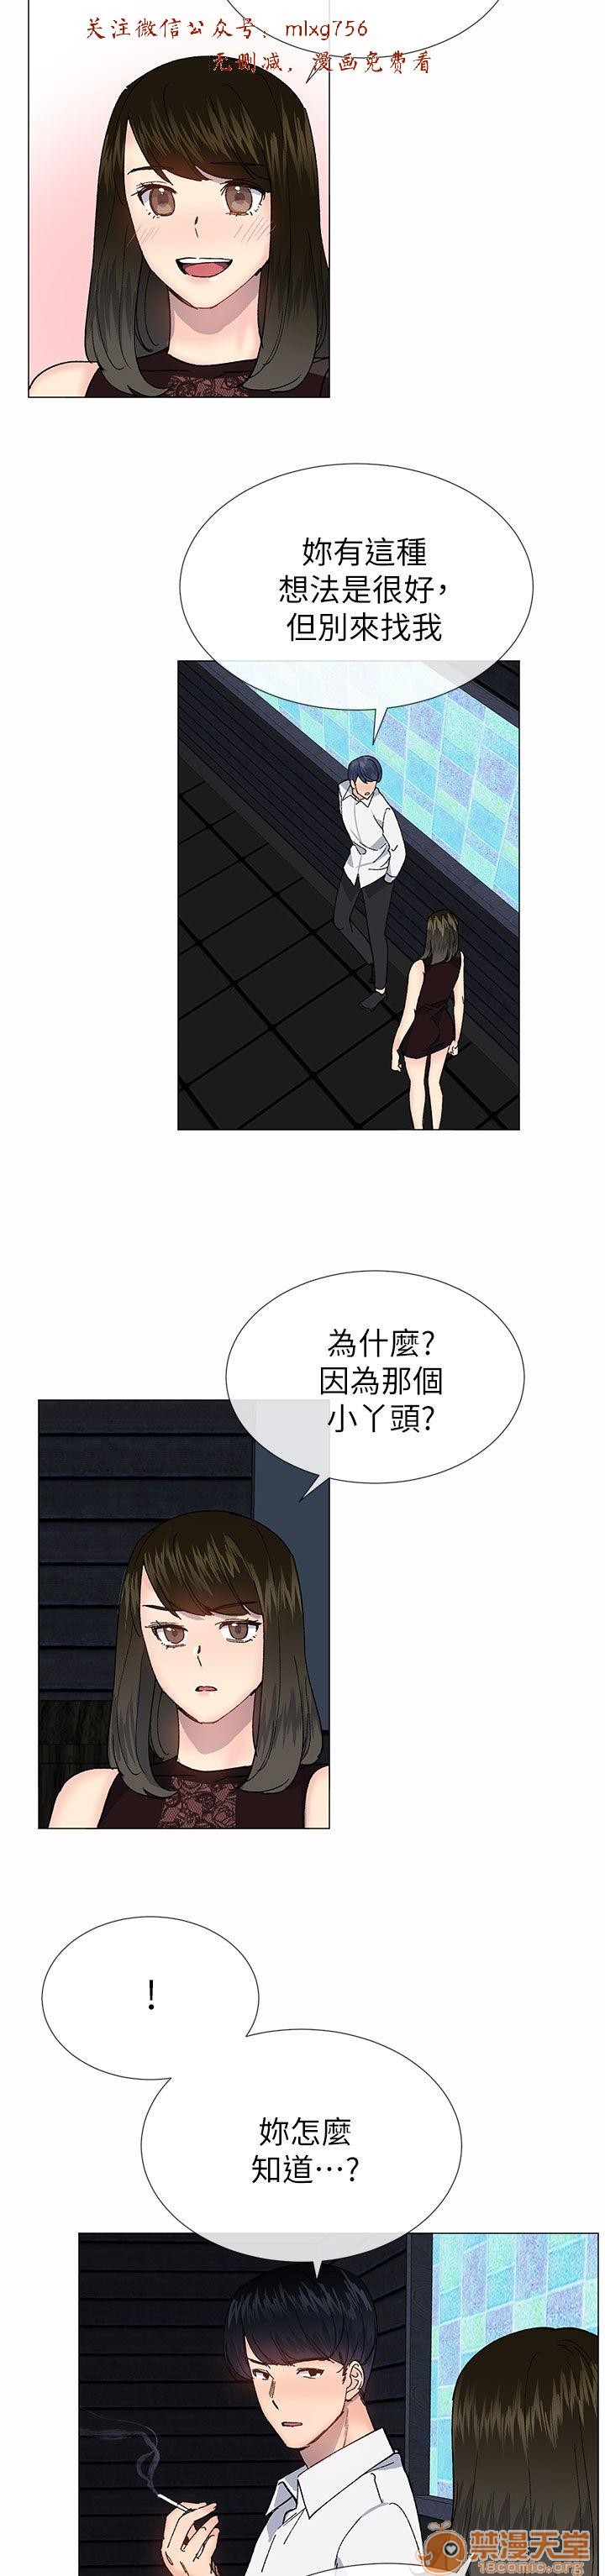 关注微信公众号：mlxg756
无删减，漫画免费看
妳有這種
想法是很好，
但別來找我
為什麼？
因為那個
小丫頭？
！
妳怎麼
知道…？
禁漫天堂
18comic.org